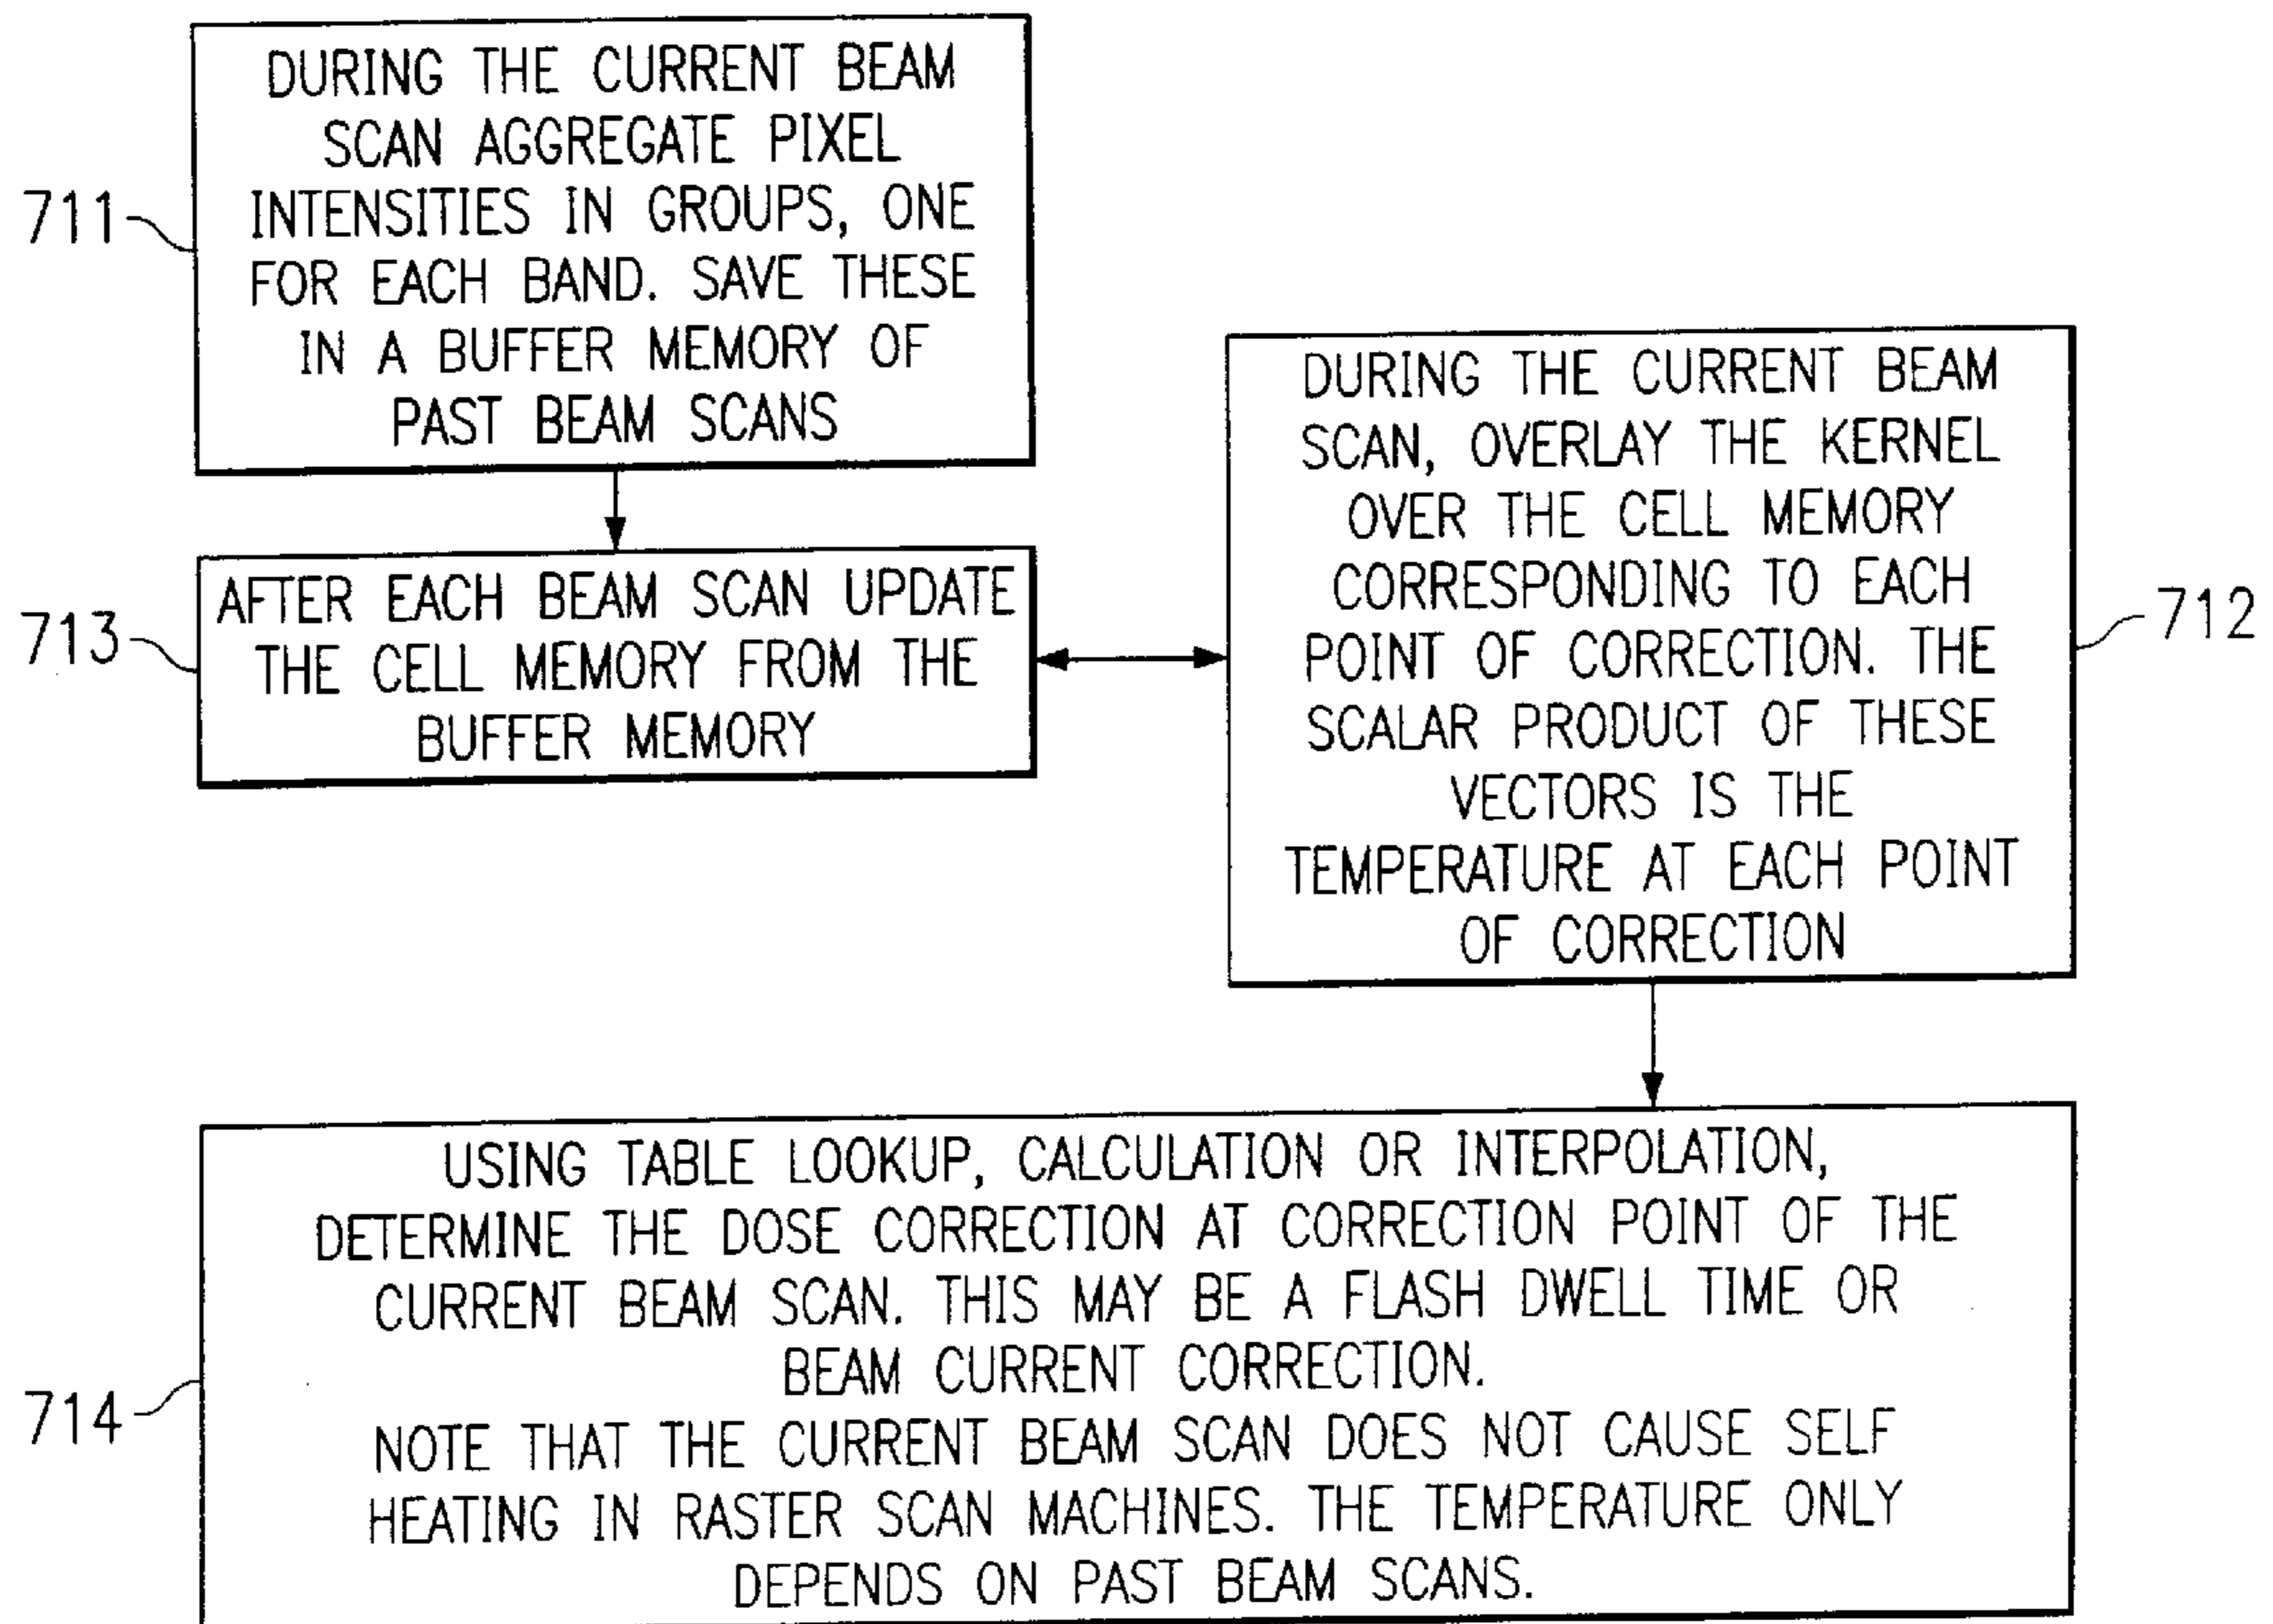 DURING THE CURRENT BEAM
SCAN AGGREGATE PIXEL
INTENSITIES IN GROUPS, ONE
FOR EACH BAND. SAVE THESE
IN A BUFFER MEMORY OF
PAST BEAM SCANS
711
AFTER EACH BEAM SCAN UPDATE
THE CELL MEMORY FROM THE
BUFFER MEMORY
713
DURING THE CURRENT BEAM
SCAN, OVERLAY THE KERNEL
OVER THE CELL MEMORY
CORRESPONDING TO EACH
POINT OF CORRECTION. THE
SCALAR PRODUCT OF THESE
VECTORS IS THE
TEMPERATURE AT EACH POINT
OF CORRECTION
712
USING TABLE LOOKUP, CALCULATION OR INTERPOLATION,
DETERMINE THE DOSE CORRECTION AT CORRECTION POINT OF THE
CURRENT BEAM SCAN. THIS MAY BE A FLASH DWELL TIME OR
BEAM CURRENT CORRECTION.
NOTE THAT THE CURRENT BEAM SCAN DOES NOT CAUSE SELF
HEATING IN RASTER SCAN MACHINES. THE TEMPERATURE ONLY
DEPENDS ON PAST BEAM SCANS.
714